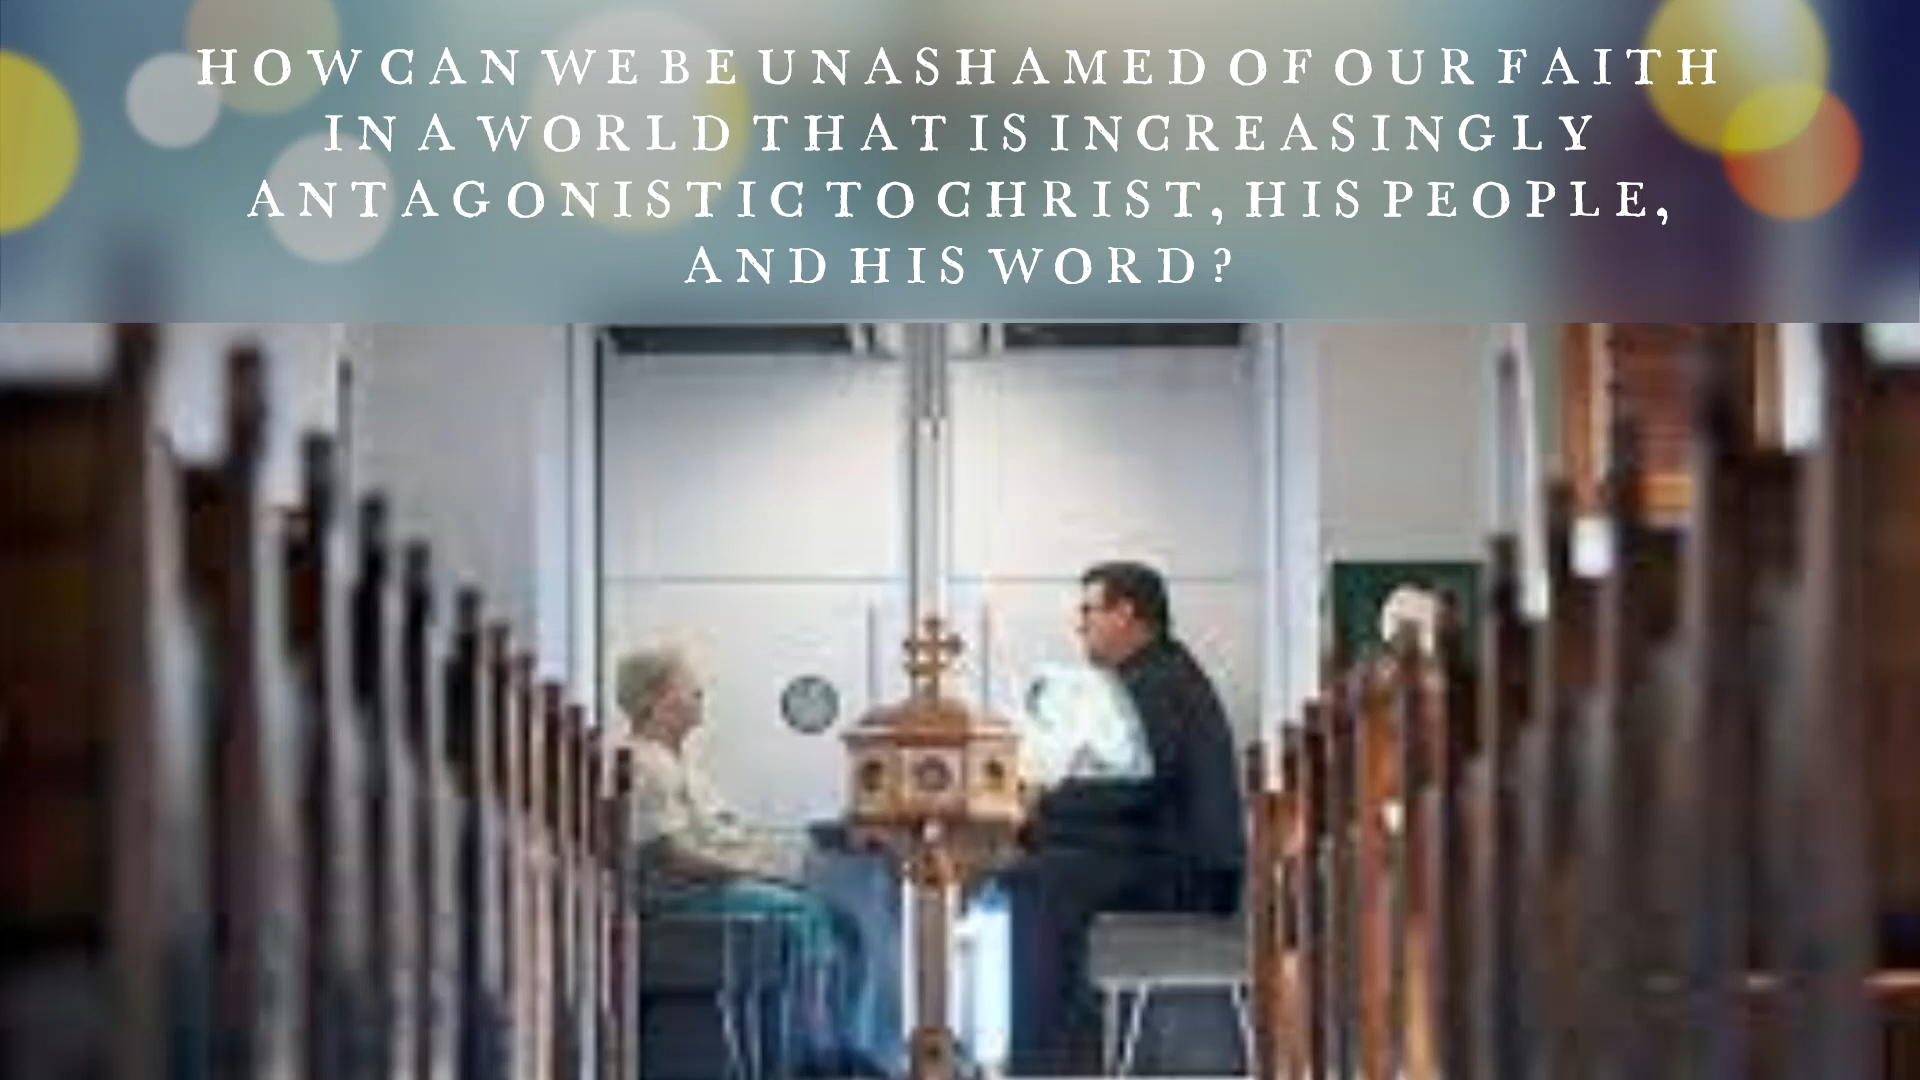 HOW CAN WE BE UNASHAMED OF OUR FAITH
IN A WORLD THAT IS INCREASINGLY
ANTAGONISTIC TO CHRIST, HIS PEOPLE,
AND HIS WORD?